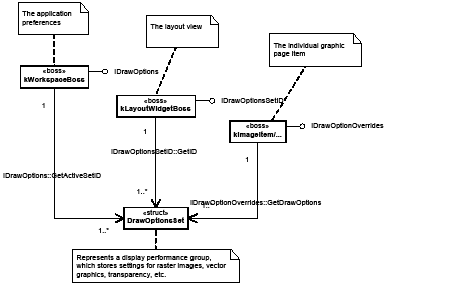 The application
preferences
The layout view
The individual graphic
page item
«boss»
kWorkspaceBoss
IDrawOptions
«boss»
kLayoutWidgetBoss
IDrawOptionsSetID
«boss»
kImageItem/...
IDrawOptionOverrides
1
1
1
IDrawOptionsSetID::GetID
IDrawOptions::GetActiveSetID
1..*
IDrawOptionOverrides::GetDrawOptions
«struct»
DrawOptionsSet
1..*
Represents a display performance group,
which stores settings for raster images, vector
graphics, transparency, etc.